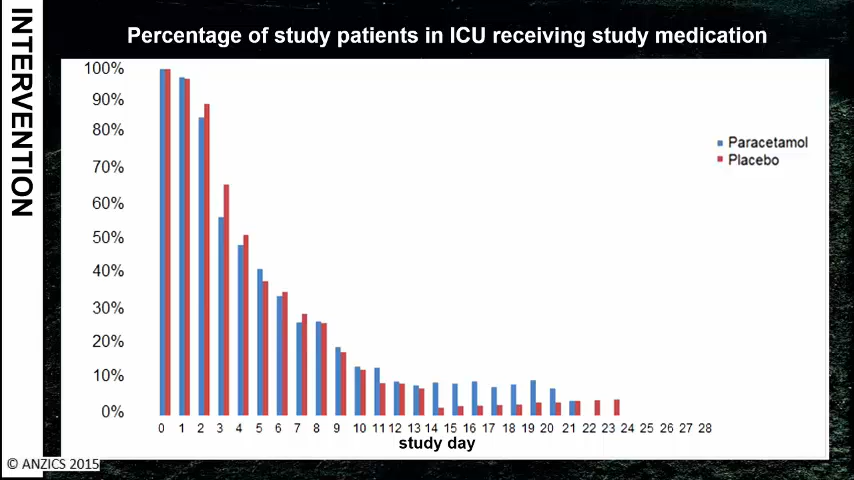 INTERVENTION
Percentage of study patients in ICU receiving study medication
100%
90%
80%
70%
60%
50%
40%
30%
20%
10%
0%
Paracetamol
Placebo
0 1 2 3 4 5 6 7 8 9 10 11 12 13 14 15 16 17 18 19 20 21 22 23 24 25 26 27 28
study day
© ANZICS 2015